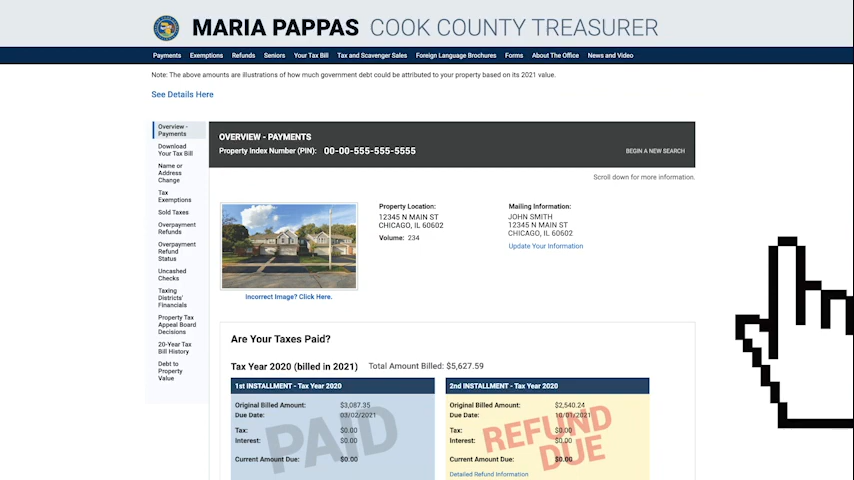 MARIA PAPPAS COOK COUNTY TREASURER
Payments Exemptions Refunds Seniors Your Tax Bill Tax and Scavenger Sales Foreign Language Brochures Forms About The Office News and Video
Note: The above amounts are illustrations of how much government debt could be attributed to your property based on its 2021 value.
See Details Here
Overview -
Payments
Download
Your Tax Bill
Name or
Address
Change
Tax
Exemptions
Sold Taxes
Overpayment
Refunds
Overpayment
Refund
Status
Uncashed
Checks
Taxing
Districts'
Financials
Property Tax
Appeal Board
Decisions
20-Year Tax
Bill History
Debt to
Property
Value
OVERVIEW - PAYMENTS
Property Index Number (PIN): 00-00-555-555-5555
BEGIN A NEW SEARCH
Scroll down for more information.
Incorrect Image? Click Here.
Property Location:
12345 N MAIN ST
CHICAGO, IL 60602
Volume: 234
Mailing Information:
JOHN SMITH
12345 N MAIN ST
CHICAGO, IL 60602
Update Your Information
Are Your Taxes Paid?
Tax Year 2020 (billed in 2021) Total Amount Billed: $5,627.59
1st INSTALLMENT - Tax Year 2020
Original Billed Amount: $3,087.35
Due Date: 03/02/2021
Tax: $0.00
Interest: $0.00
Current Amount Due: $0.00
PAID
2nd INSTALLMENT - Tax Year 2020
Original Billed Amount: $2,540.24
Due Date: 10/01/2021
Tax: $0.00
Interest: $0.00
Current Amount Due: $0.00
REFUND
DUE
Detailed Refund Information